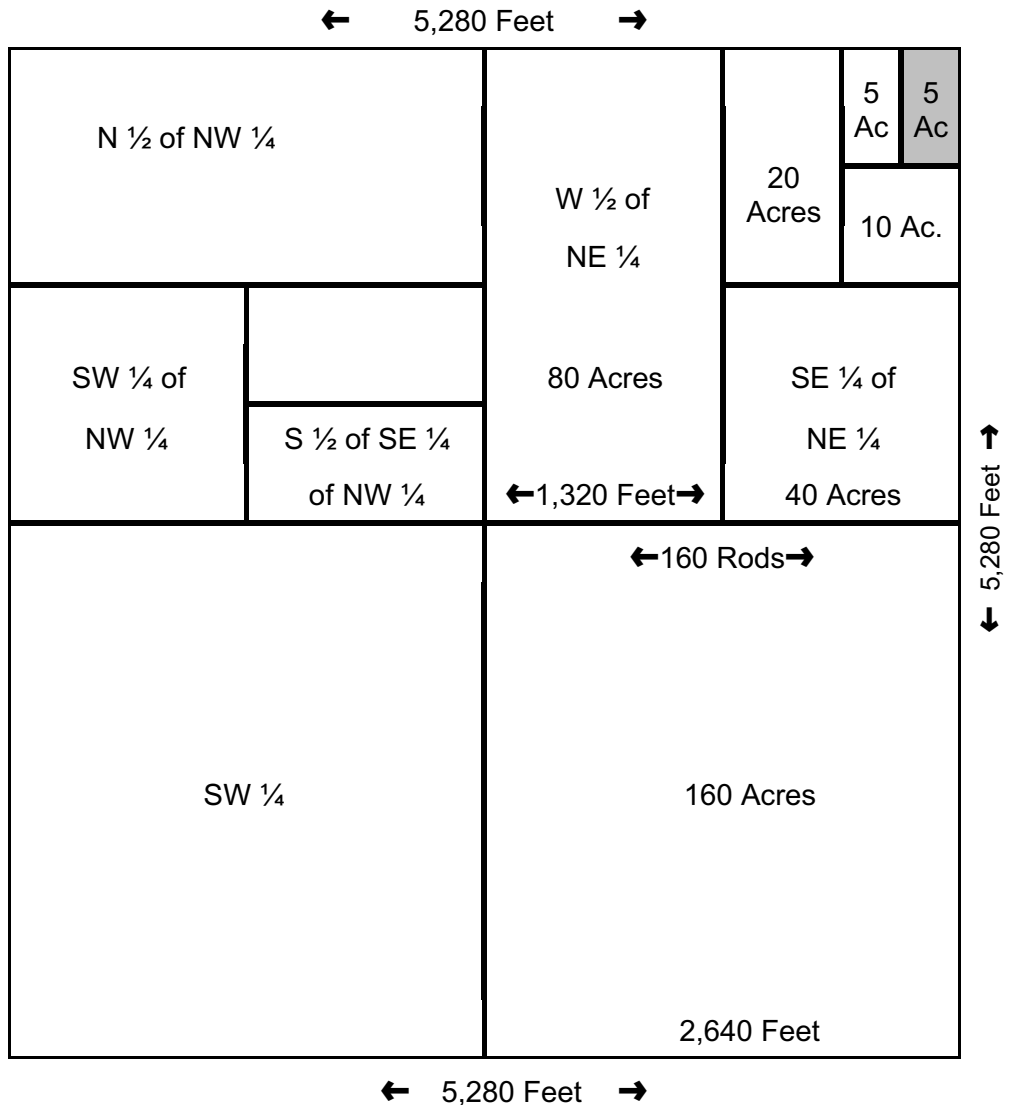 ← 5,280 Feet →
N ½ of NW ¼
W ½ of
NE ¼
80 Acres
←1,320 Feet→
20
Acres
5
Ac
5
Ac
10 Ac.
SW ¼ of
NW ¼
S ½ of SE ¼
of NW ¼
SE ¼ of
NE ¼
40 Acres
← 5,280 Feet →
SW ¼
←160 Rods→
160 Acres
2,640 Feet
← 5,280 Feet →